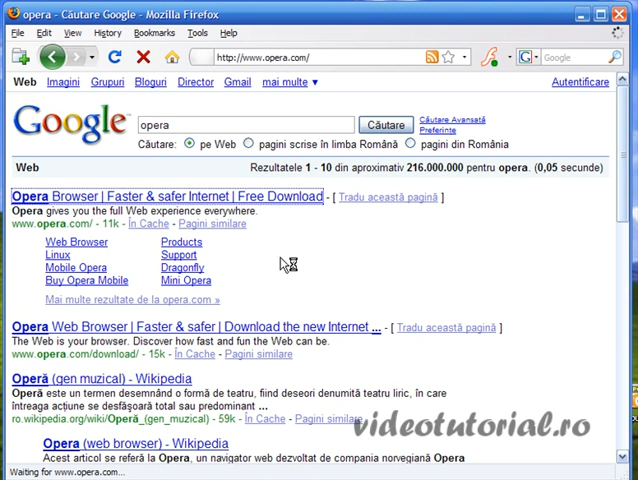 opera - Căutare Google - Mozilla Firefox
File Edit View History Bookmarks Tools Help
http://www.opera.com/
Google
Web Imagini Grupuri Bloguri Director Gmail mai multe ▼ Autentificare
Google
opera
Căutare
Căutare Avansată
Preferinţe
Căutare: pe Web pagini scrise în limba Română pagini din România
Web Rezultatele 1 - 10 din aproximativ 216.000.000 pentru opera. (0,05 secunde)
Opera Browser | Faster & safer Internet | Free Download - [ Tradu această pagină ]
Opera gives you the full Web experience everywhere.
www.opera.com/ - 11k - În Cache - Pagini similare
Web Browser Products
Linux Support
Mobile Opera Dragonfly
Buy Opera Mobile Mini Opera
Mai multe rezultate de la opera.com »
Opera Web Browser | Faster & safer | Download the new Internet ... - [ Tradu această pagină ]
The Web is your browser. Discover how fast and fun the Web can be.
www.opera.com/download/ - 15k - În Cache - Pagini similare
Operă (gen muzical) - Wikipedia
Operă este un termen desemnând o formă de teatru, fiind deseori denumită teatru liric, în care
întreaga acţiune se desfăşoară total sau predominant ...
ro.wikipedia.org/wiki/Operă_(gen_muzical) - 59k - În Cache - Pagini similare
videotutorial.ro
Opera (web browser) - Wikipedia
Acest articol se referă la Opera, un navigator web dezvoltat de compania norvegiană Opera
Waiting for www.opera.com...